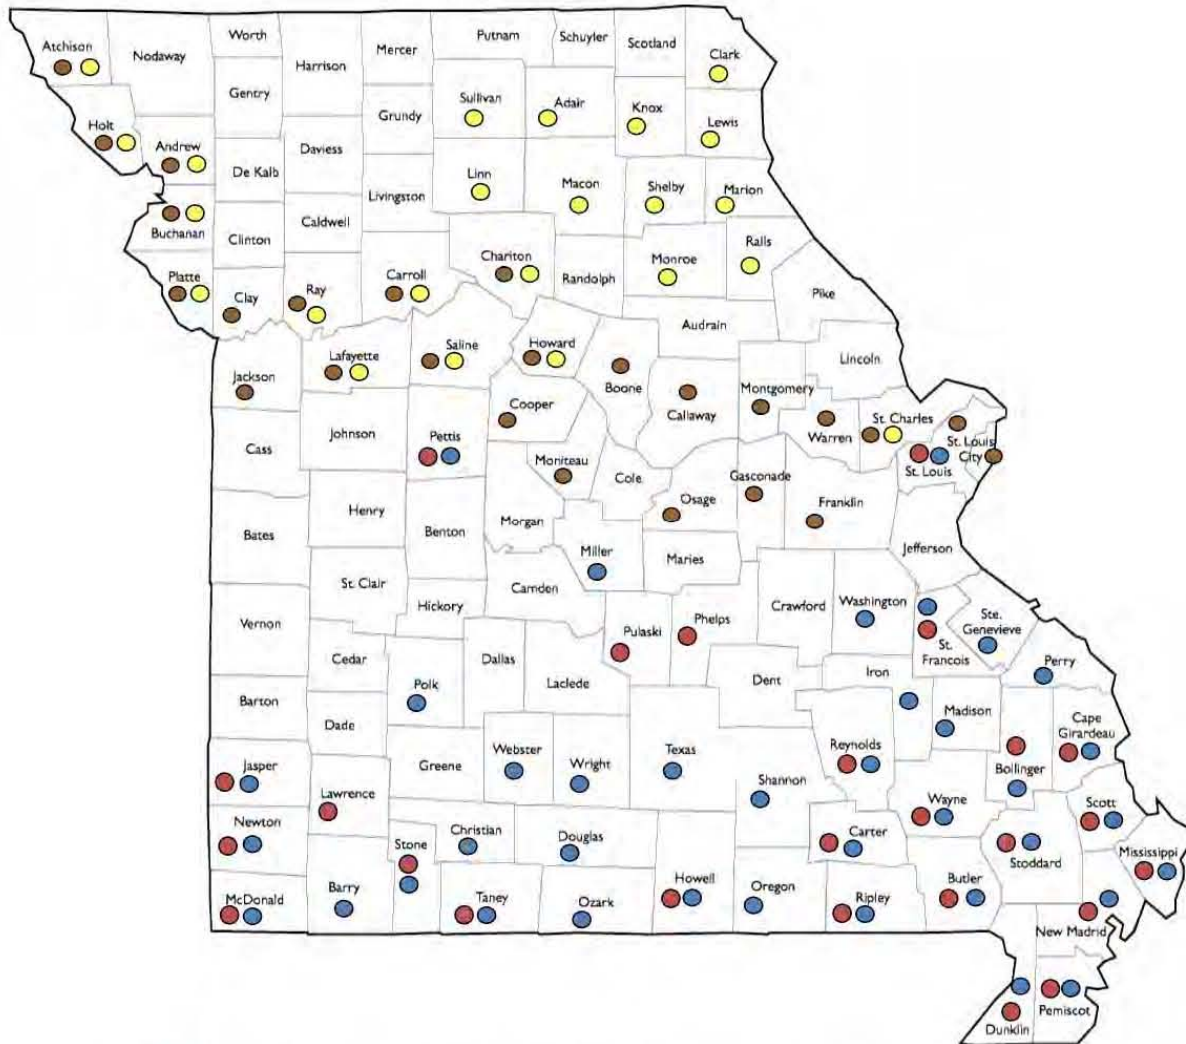 Worth
Putnam
Schuyler
Scotland
Atchison
Nodaway
Harrison
Mercer
Clark
Gentry
Sullivan
Adair
Knox
Lewis
Holt
Grundy
Andrew
Daviess
De Kalb
Linn
Macon
Shelby
Marion
Livingston
Buchanan
Clinton
Caldwell
Ralls
Chariton
Monroe
Platte
Clay
Ray
Carroll
Randolph
Pike
Audrain
Saline
Howard
Lafayette
Lincoln
Jackson
Boone
Montgomery
Cooper
Callaway
St. Charles
Cass
Johnson
Pettis
Warren
St. Louis
City
Moniteau
St. Louis
Cole
Gasconade
Osage
Franklin
Henry
Morgan
Bates
Benton
Jefferson
Miller
Maries
St. Clair
Camden
Hickory
Crawford
Washington
Vernon
Pulaski
Phelps
Ste.
Genevieve
St.
Francois
Cedar
Dallas
Perry
Polk
Laclede
Dent
Iron
Barton
Dade
Madison
Cape
Girardeau
Webster
Texas
Reynolds
Jasper
Greene
Wright
Bollinger
Shannon
Lawrence
Wayne
Scott
Newton
Stone
Christian
Douglas
Carter
Mississippi
Stoddard
McDonald
Barry
Taney
Ozark
Howell
Oregon
Ripley
Butler
New Madrid
Pemiscot
Dunklin